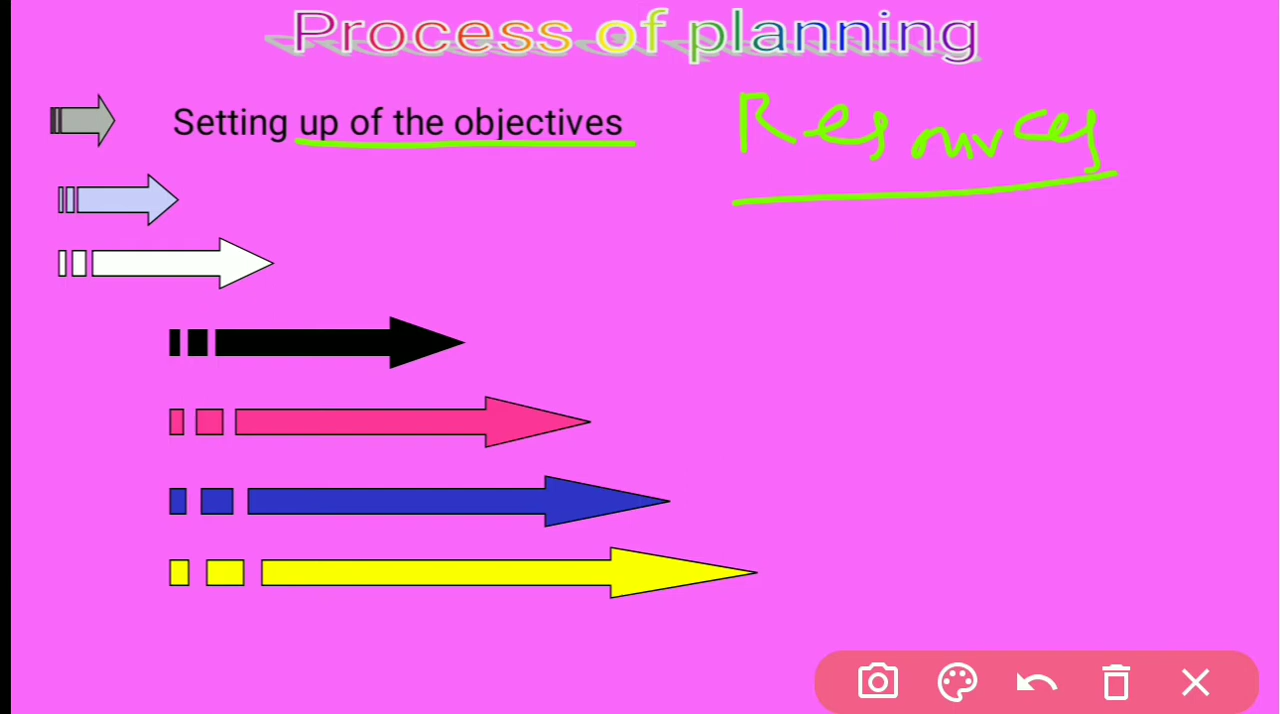 Process of planning
Setting up of the objectives
Resources